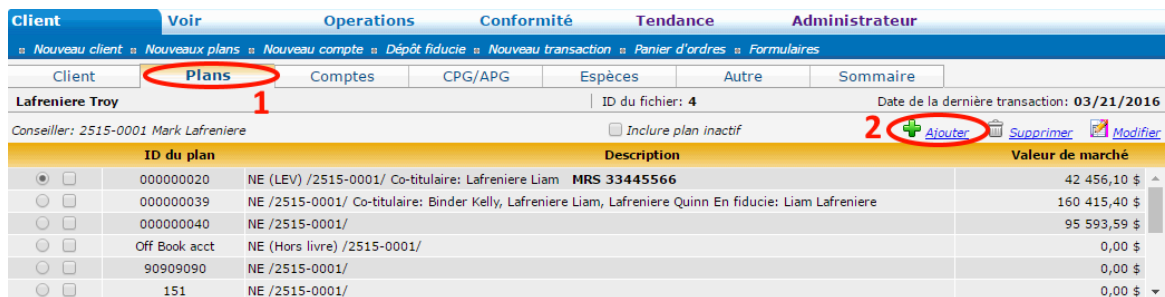 Client Voir Operations Conformité Tendance Administrateur
Nouveau client Nouveaux plans Nouveau compte Dépôt fiducie Nouveau transaction Panier d'ordres Formulaires
Client Plans Comptes CPG/APG Espèces Autre Sommaire
Lafreniere Troy 1 ID du fichier: 4 Date de la dernière transaction: 03/21/2016
Conseiller: 2515-0001 Mark Lafreniere Inclure plan inactif 2 Ajouter Supprimer Modifier
ID du plan Description Valeur de marché
000000020 NE (LEV) /2515-0001/ Co-titulaire: Lafreniere Liam MRS 33445566 42 456,10 $
000000039 NE /2515-0001/ Co-titulaire: Binder Kelly, Lafreniere Liam, Lafreniere Quinn En fiducie: Liam Lafreniere 160 415,40 $
000000040 NE /2515-0001/ 95 593,59 $
Off Book acct NE (Hors livre) /2515-0001/ 0,00 $
90909090 NE /2515-0001/ 0,00 $
151 NE /2515-0001/ 0,00 $